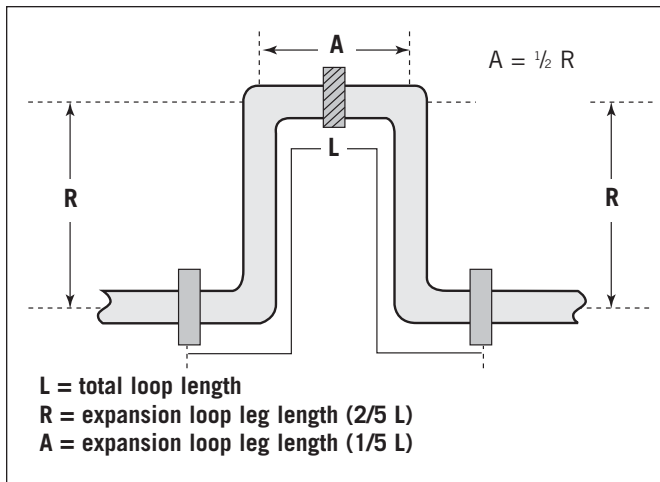 A
A = ½ R
L
R
R
L = total loop length
R = expansion loop leg length (2/5 L)
A = expansion loop leg length (1/5 L)